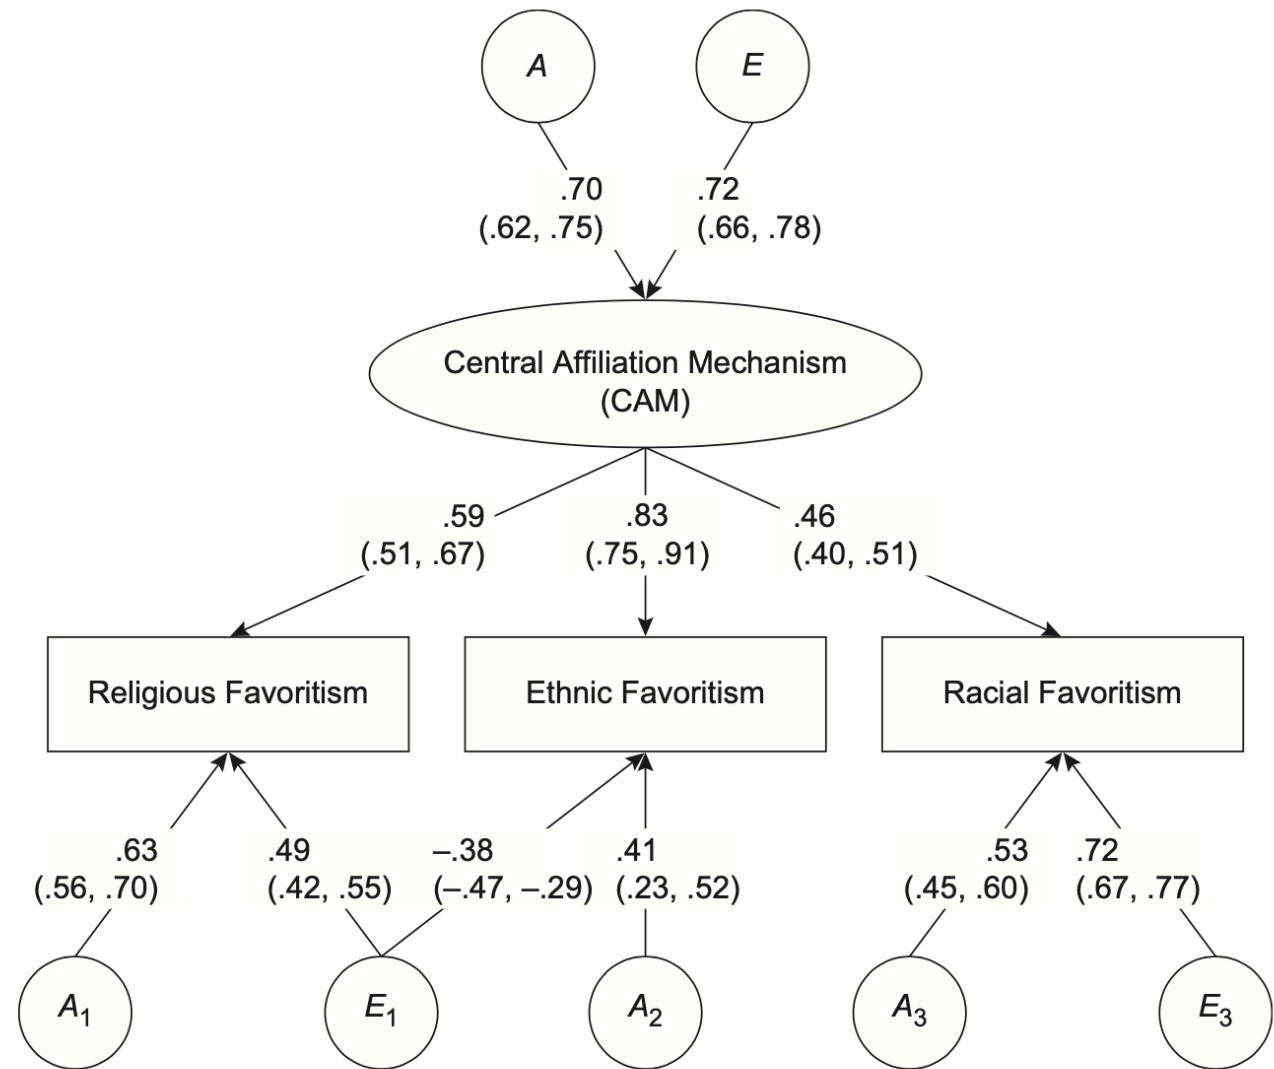 A E
.70 .72
(.62, .75) (.66, .78)
Central Affiliation Mechanism
(CAM)
.59 .83 .46
(.51, .67) (.75, .91) (.40, .51)
Religious Favoritism Ethnic Favoritism Racial Favoritism
.63 .49 –.38 .41 .53 .72
(.56, .70) (.42, .55) (–.47, –.29) (.23, .52) (.45, .60) (.67, .77)
A₁ E₁ A₂ A₃ E₃